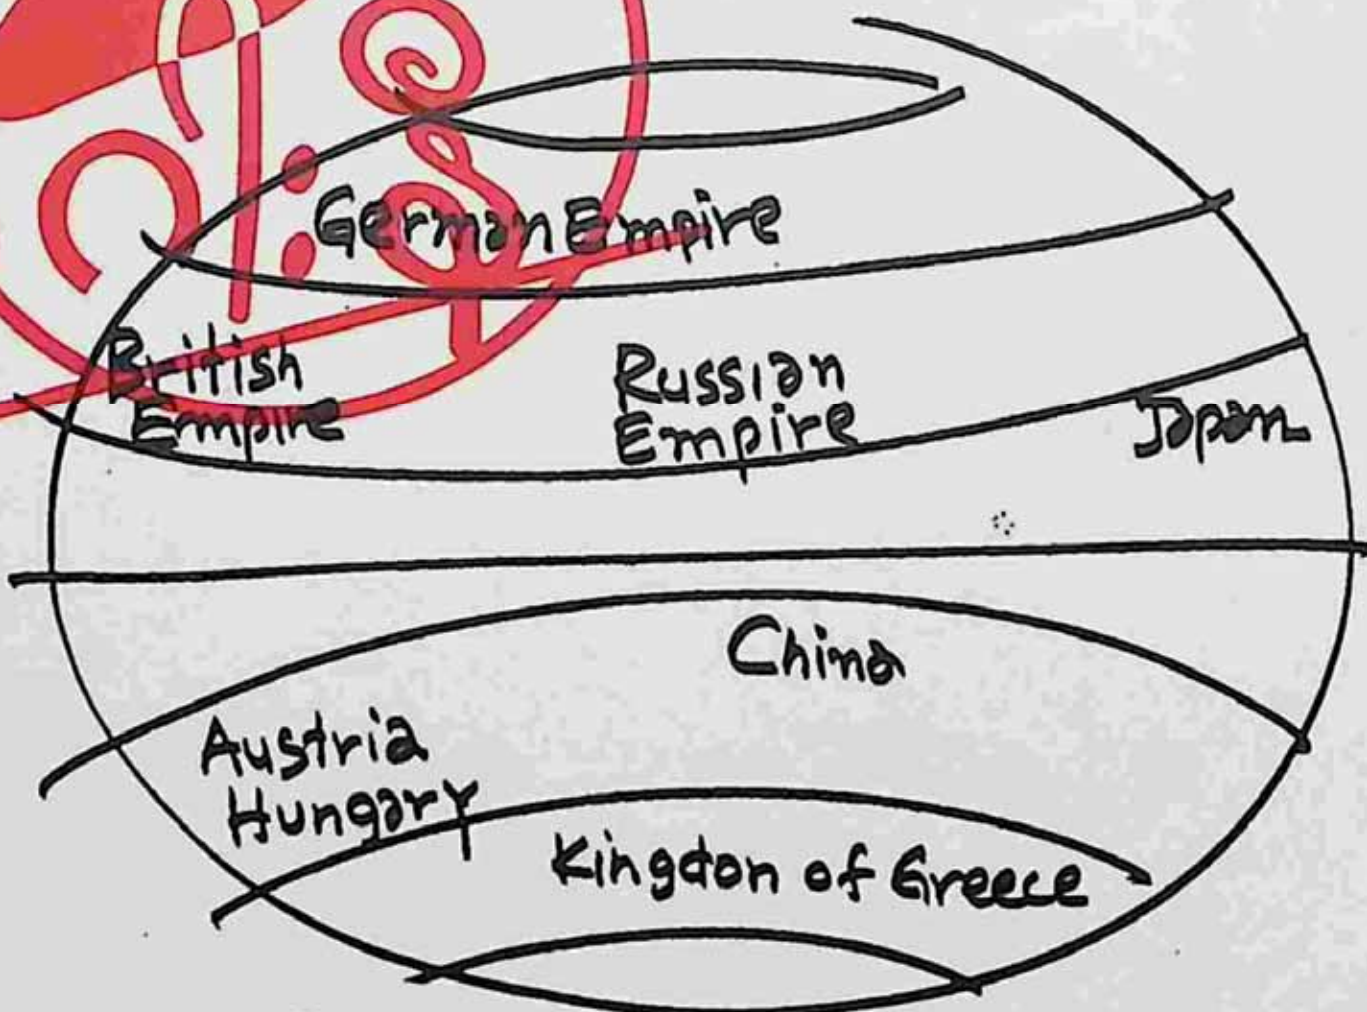 German Empire
British
Empire
Russian
Empire
Japan
China
Austria
Hungary
Kingdon of Greece